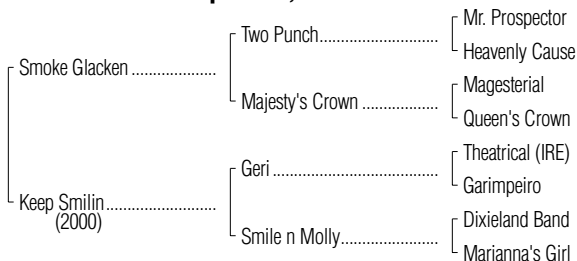 Mr. Prospector
Two Punch....................
Heavenly Cause
Smoke Glacken ....................
Magesterial
Majesty's Crown ..................
Queen's Crown
Theatrical (IRE)
Geri .......................................
Garimpeiro
Keep Smilin..........................
(2000)
Dixieland Band
Smile n Molly.......................
Marianna's Girl